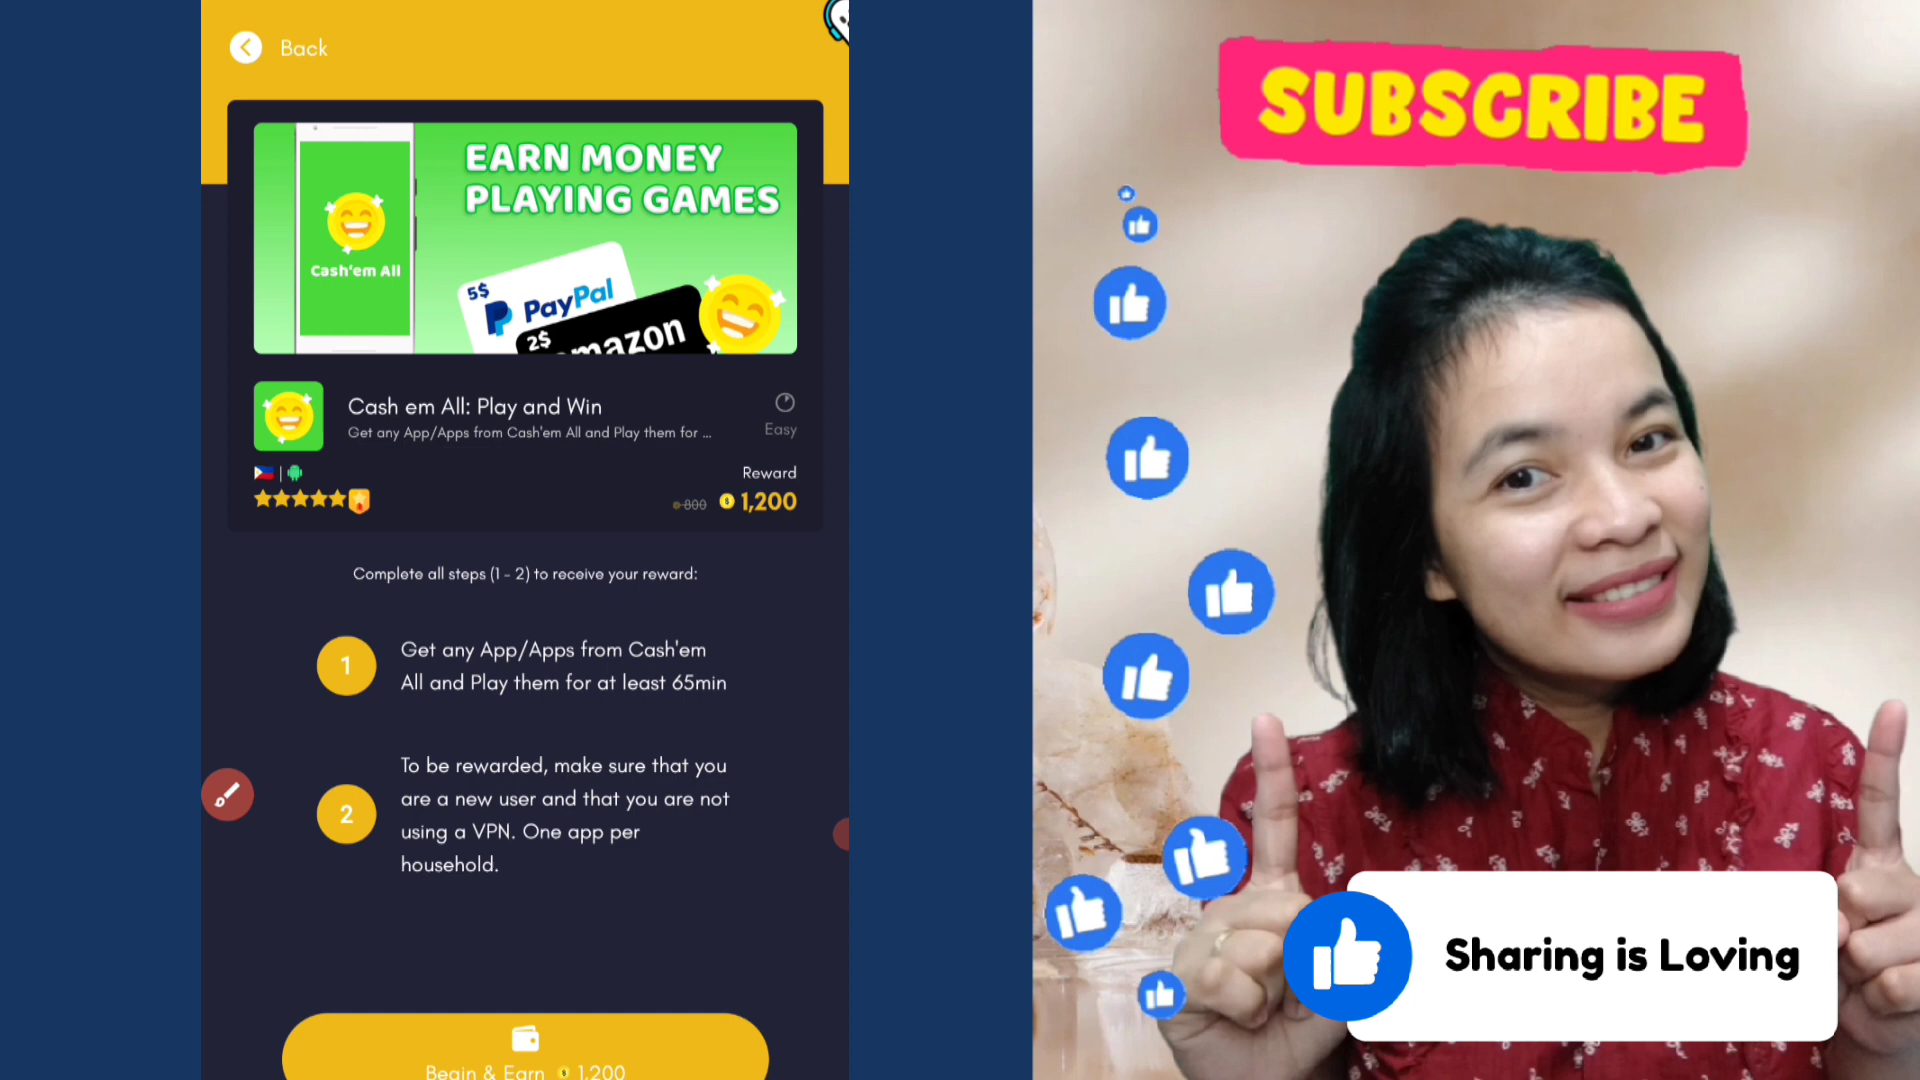 Back
EARN MONEY
PLAYING GAMES
Cash'em All
5$
PayPal
2$
amazon
Cash em All: Play and Win
Get any App/Apps from Cash'em All and Play them for ...
Easy
Reward
800
1,200
Complete all steps (1 - 2) to receive your reward:
1
Get any App/Apps from Cash'em
All and Play them for at least 65min
2
To be rewarded, make sure that you
are a new user and that you are not
using a VPN. One app per
household.
Begin & Earn 1,200
SUBSCRIBE
Sharing is Loving